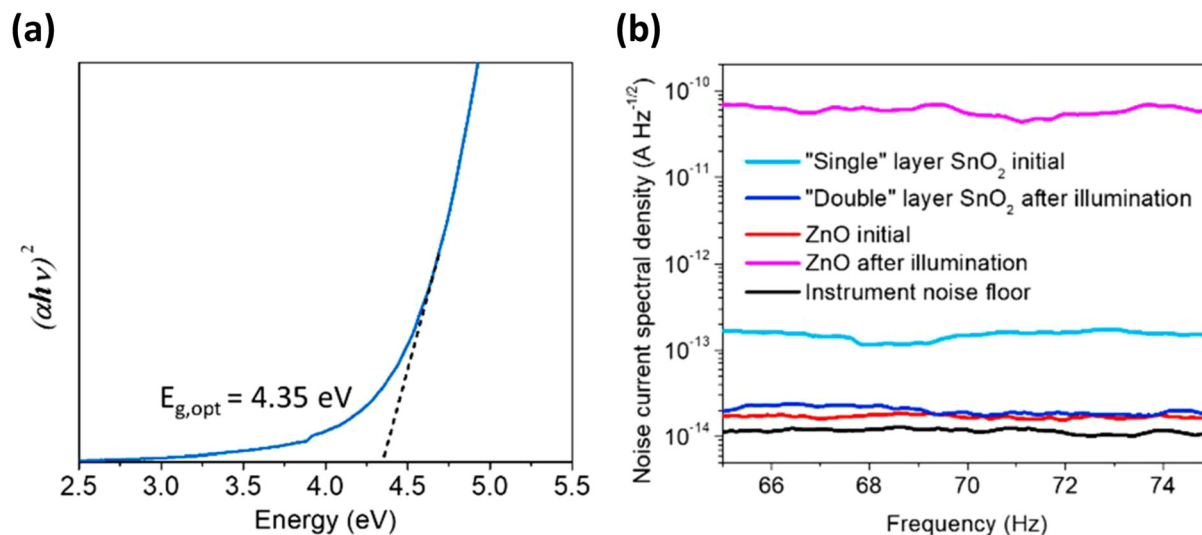 (a)
(αhν)²
E_g,opt = 4.35 eV
2.5 3.0 3.5 4.0 4.5 5.0 5.5
Energy (eV)
(b)
Noise current spectral density (A Hz⁻¹ᐟ²)
10⁻¹⁰
10⁻¹¹
10⁻¹²
10⁻¹³
10⁻¹⁴
"Single" layer SnO₂ initial
"Double" layer SnO₂ after illumination
ZnO initial
ZnO after illumination
Instrument noise floor
66 68 70 72 74
Frequency (Hz)